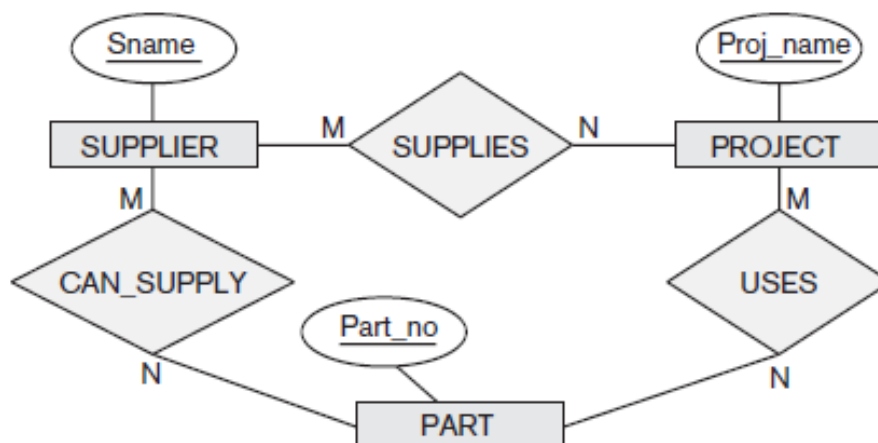 Sname
Proj_name
SUPPLIER
M
SUPPLIES
N
PROJECT
M
M
CAN_SUPPLY
USES
Part_no
N
N
PART